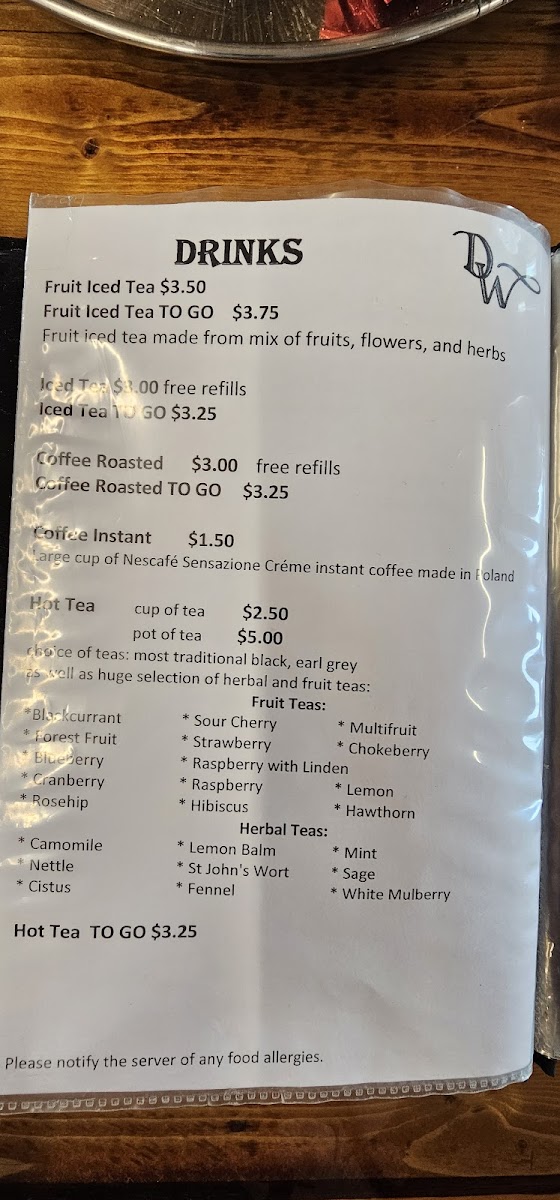 DRINKS
DW
Fruit Iced Tea $3.50
Fruit Iced Tea TO GO $3.75
Fruit iced tea made from mix of fruits, flowers, and herbs
Iced Tea $3.00 free refills
Iced Tea TO GO $3.25
Coffee Roasted $3.00 free refills
Coffee Roasted TO GO $3.25
Coffee Instant $1.50
Large cup of Nescafé Sensazione Créme instant coffee made in Poland
Hot Tea cup of tea $2.50
pot of tea $5.00
choice of teas: most traditional black, earl grey
as well as huge selection of herbal and fruit teas:
Fruit Teas:
*Blackcurrant * Sour Cherry * Multifruit
* Forest Fruit * Strawberry * Chokeberry
* Blueberry * Raspberry with Linden
* Cranberry * Raspberry * Lemon
* Rosehip * Hibiscus * Hawthorn
Herbal Teas:
* Camomile * Lemon Balm * Mint
* Nettle * St John's Wort * Sage
* Cistus * Fennel * White Mulberry
Hot Tea TO GO $3.25
Please notify the server of any food allergies.